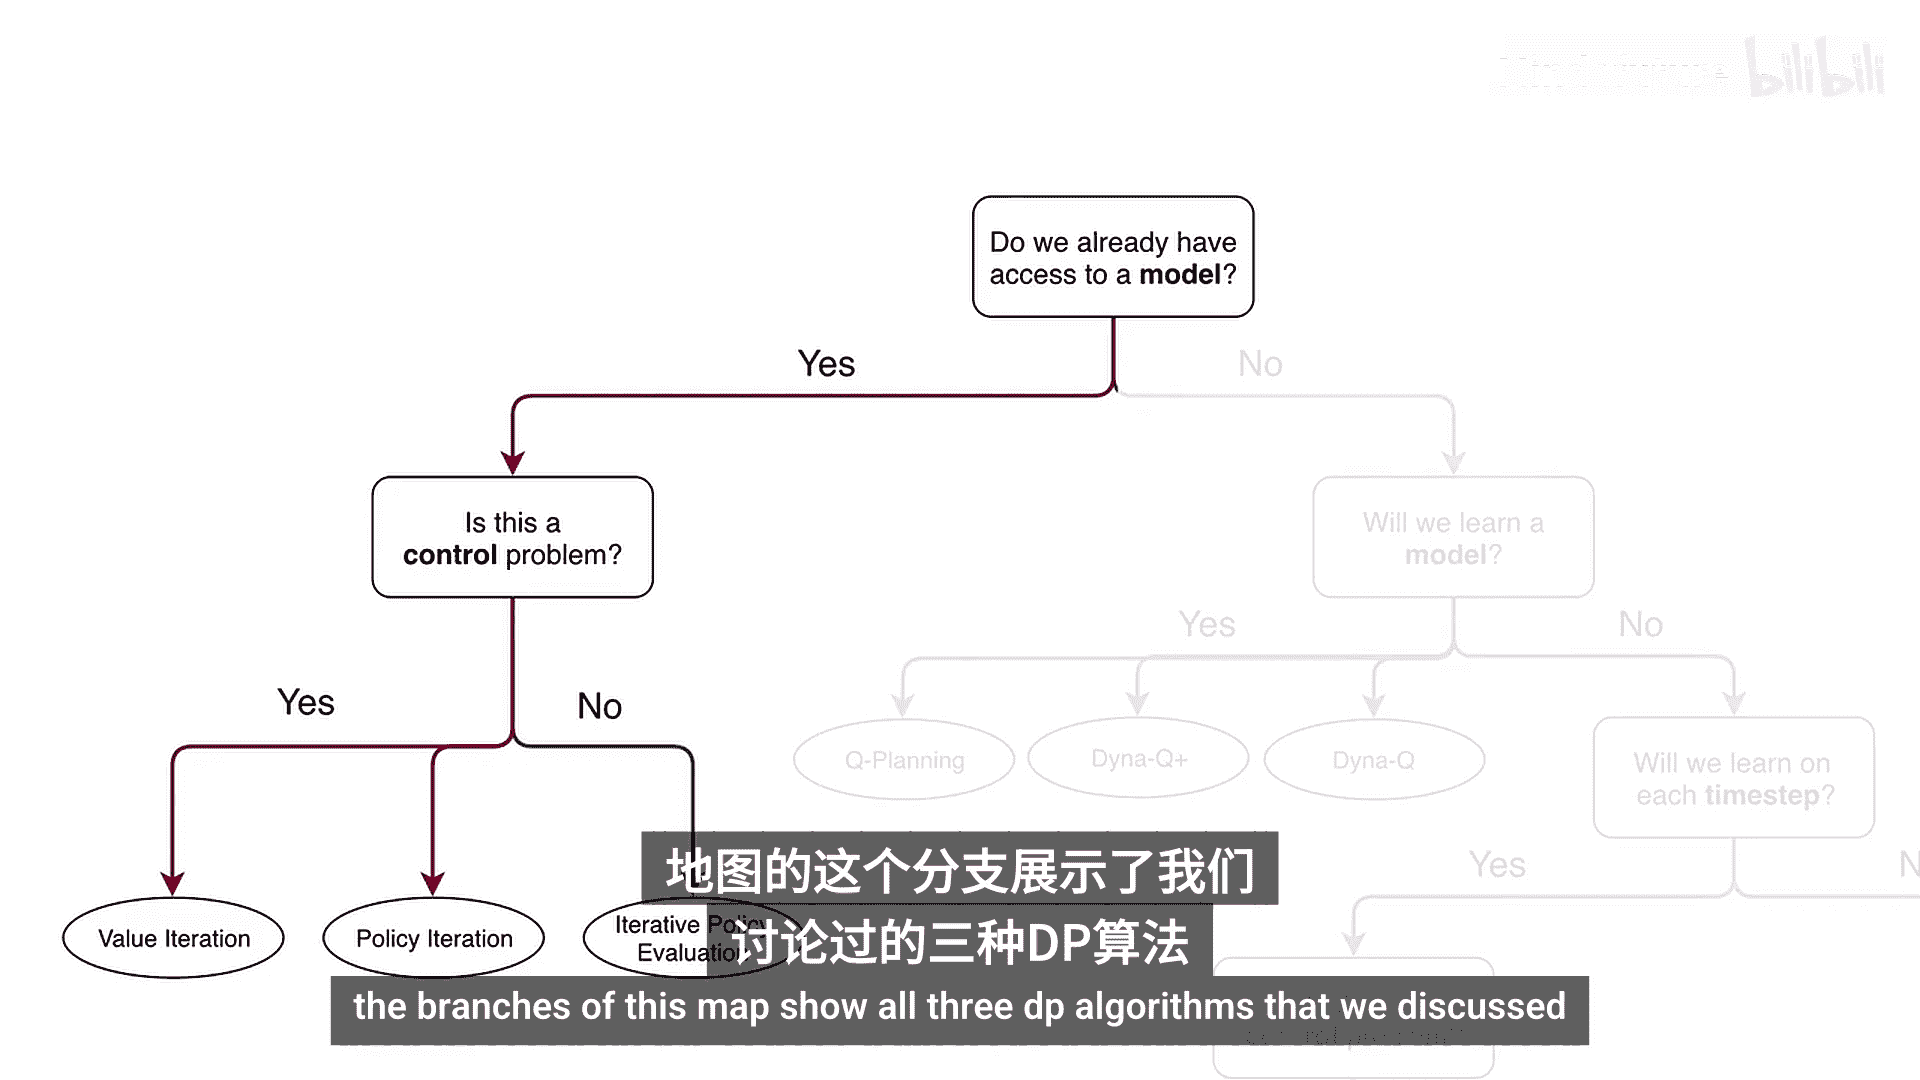 bilibili
Do we already have
access to a model?
Yes
No
Is this a
control problem?
Will we learn a
model?
Yes
No
Yes
No
Q-Planning
Dyna-Q+
Dyna-Q
Will we learn on
each timestep?
Yes
Value Iteration
Policy Iteration
Iterative Policy
Evaluation
地图的这个分支展示了我们
讨论过的三种DP算法
the branches of this map show all three dp algorithms that we discussed